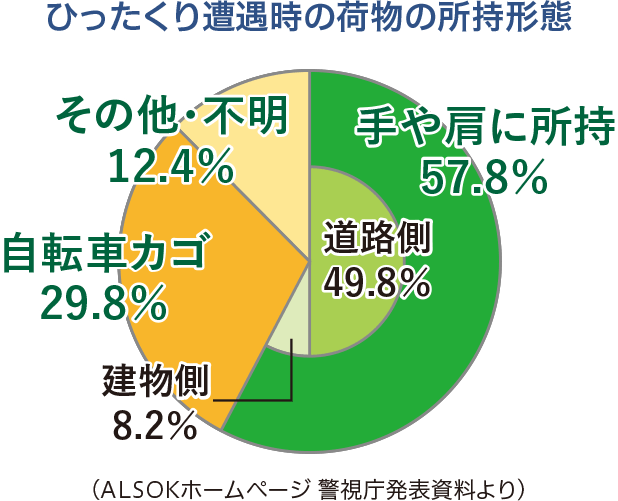 ひったくり遭遇時の荷物の所持形態
その他・不明
12.4%
手や肩に所持
57.8%
道路側
49.8%
自転車カゴ
29.8%
建物側
8.2%
（ALSOKホームページ 警視庁発表資料より）